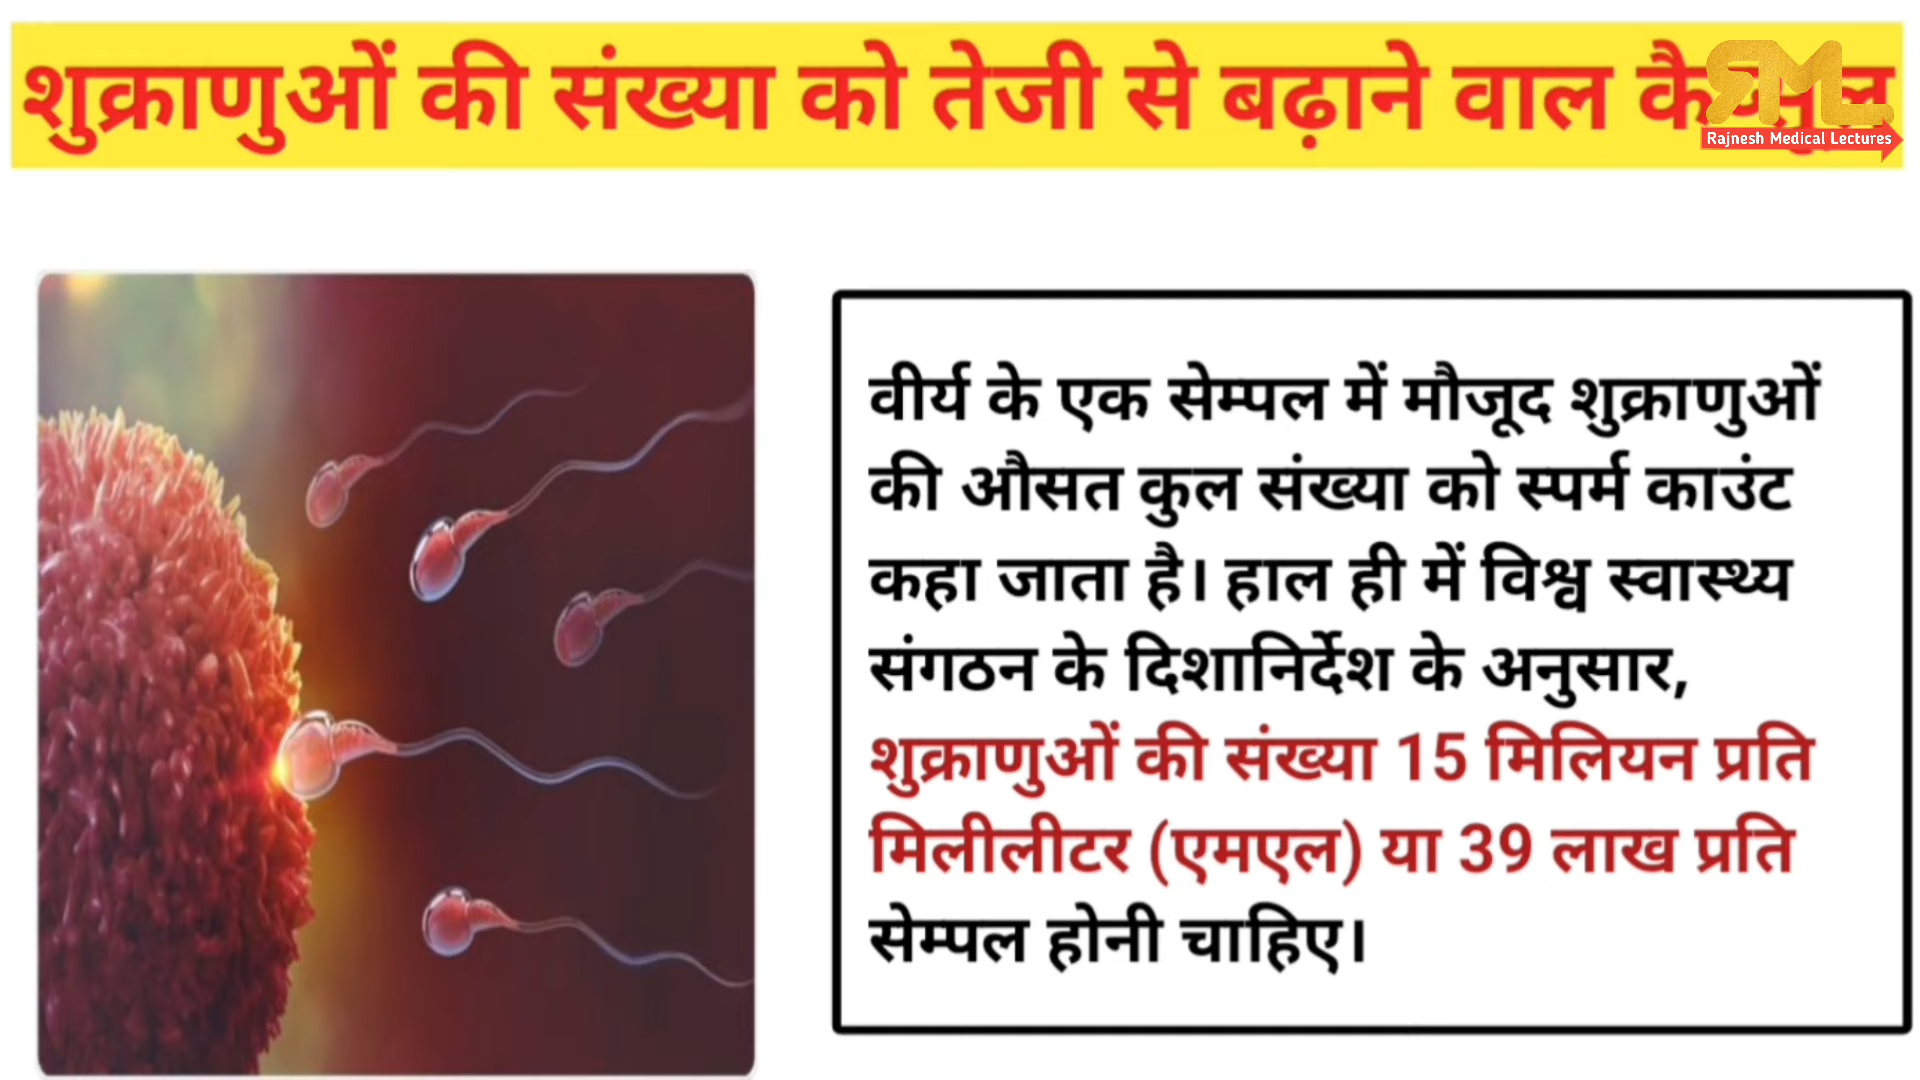 शुक्राणुओं की संख्या को तेजी से बढ़ाने वाल
Rajnesh Medical Lectures
वीर्य के एक सेम्पल में मौजूद शुक्राणुओं
की औसत कुल संख्या को स्पर्म काउंट
कहा जाता है। हाल ही में विश्व स्वास्थ्य
संगठन के दिशानिर्देश के अनुसार,
शुक्राणुओं की संख्या 15 मिलियन प्रति
मिलीलीटर (एमएल) या 39 लाख प्रति
सेम्पल होनी चाहिए।